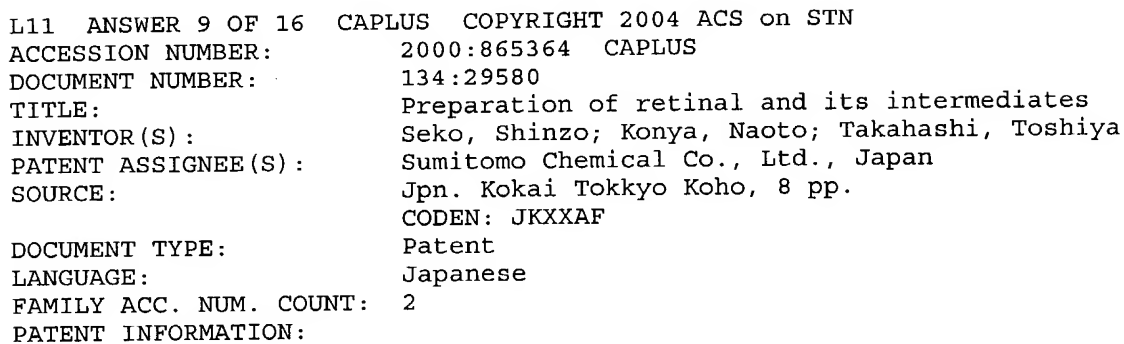 L11 ANSWER 9 OF 16 CAPLUS COPYRIGHT 2004 ACS on STN
ACCESSION NUMBER: 2000:865364 CAPLUS
DOCUMENT NUMBER: 134:29580
TITLE: Preparation of retinal and its intermediates
INVENTOR(S): Seko, Shinzo; Konya, Naoto; Takahashi, Toshiya
PATENT ASSIGNEE(S): Sumitomo Chemical Co., Ltd., Japan
SOURCE: Jpn. Kokai Tokkyo Koho, 8 pp.
CODEN: JKXXAF
DOCUMENT TYPE: Patent
LANGUAGE: Japanese
FAMILY ACC. NUM. COUNT: 2
PATENT INFORMATION: